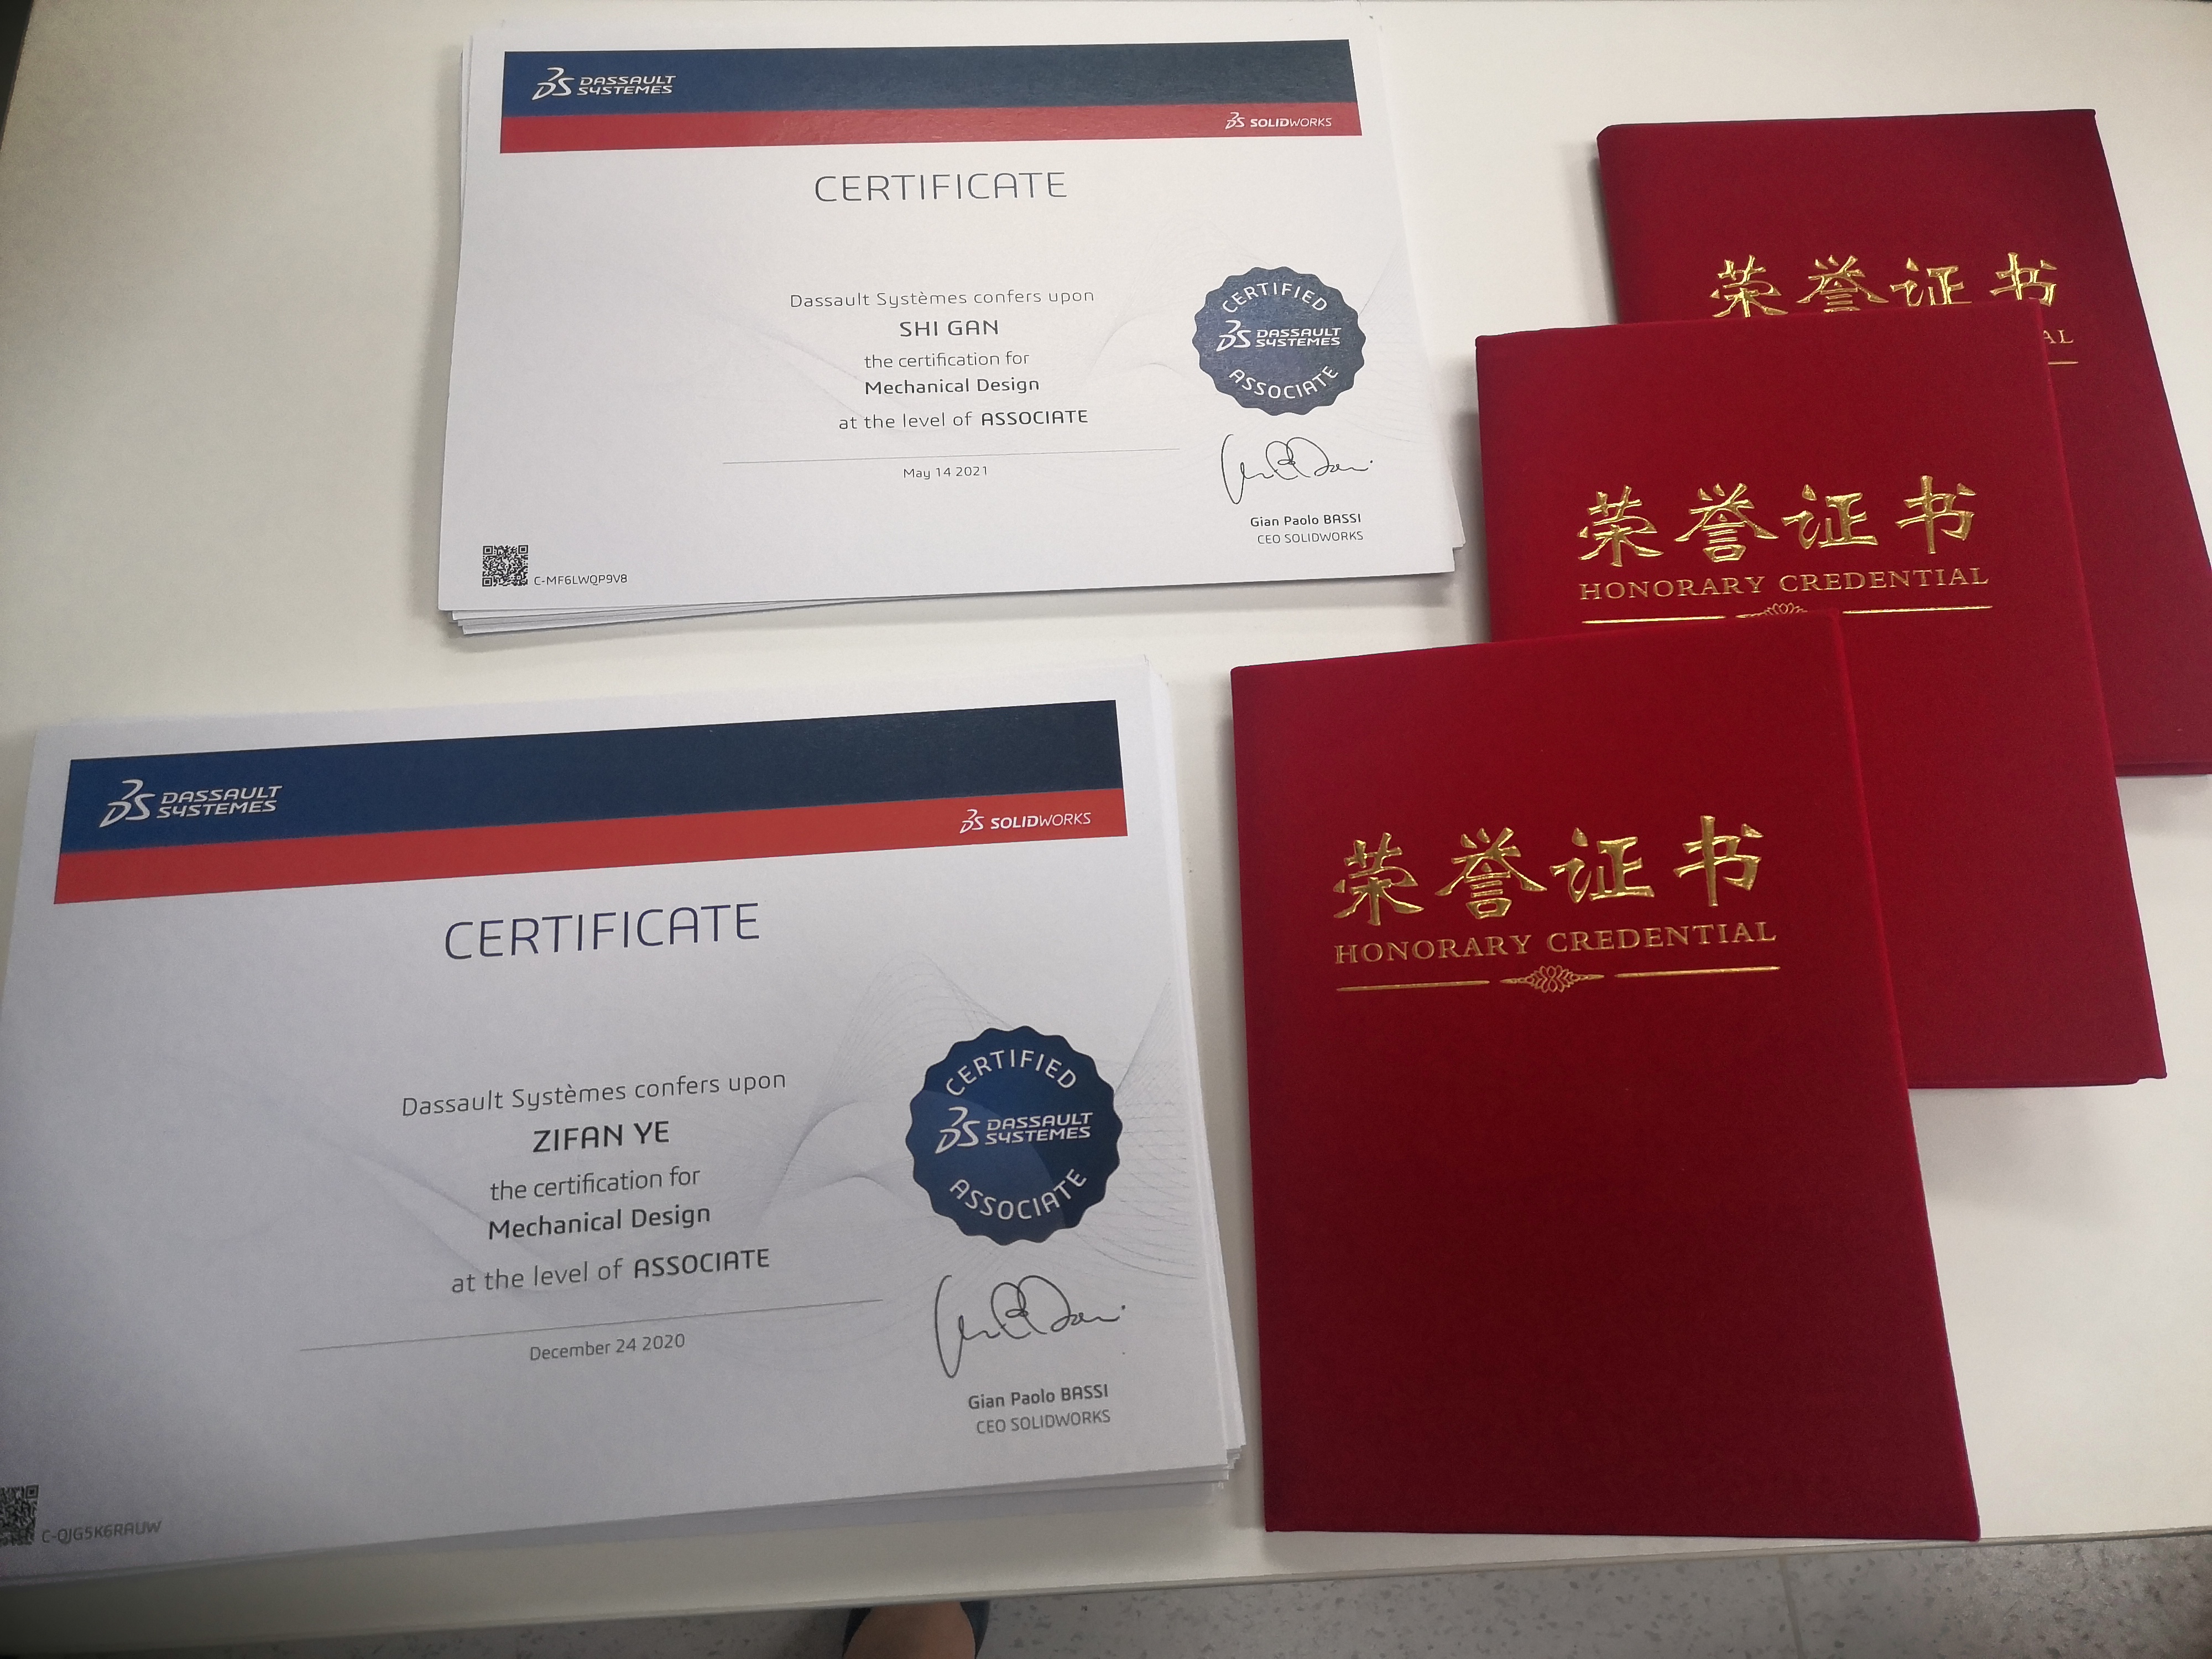 DASSAULT
SYSTEMES
SOLIDWORKS
CERTIFICATE
Dassault Systèmes confers upon
SHI GAN
the certification for
Mechanical Design
at the level of ASSOCIATE
May 14 2021
CERTIFIED
DASSAULT
SYSTEMES
ASSOCIATE
Gian Paolo BASSI
CEO SOLIDWORKS
C-MF6LWQP9V8
荣誉证书
AL
荣誉证书
HONORARY CREDENTIAL
荣誉证书
HONORARY CREDENTIAL
DASSAULT
SYSTEMES
SOLIDWORKS
CERTIFICATE
Dassault Systèmes confers upon
ZIFAN YE
the certification for
Mechanical Design
at the level of ASSOCIATE
December 24 2020
CERTIFIED
DASSAULT
SYSTEMES
ASSOCIATE
Gian Paolo BASSI
CEO SOLIDWORKS
C-QJG5K6RAUW